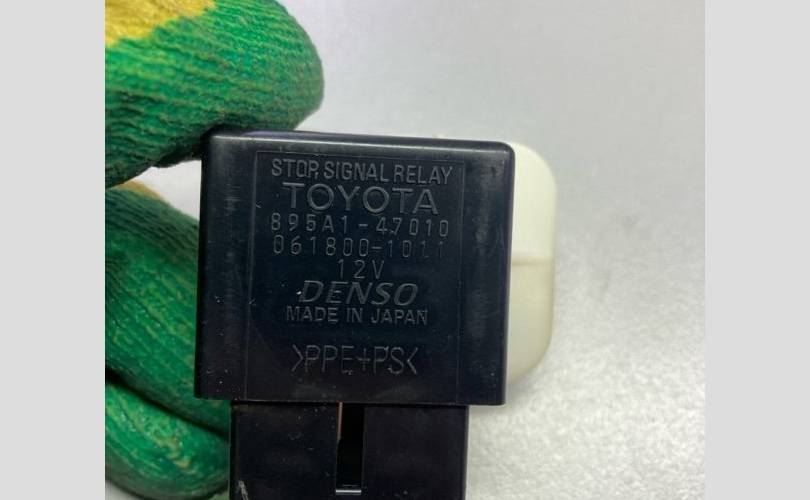 STOP SIGNAL RELAY
TOYOTA
895A1-47010
061800-1011
12V
DENSO
MADE IN JAPAN
>PPE+PS<